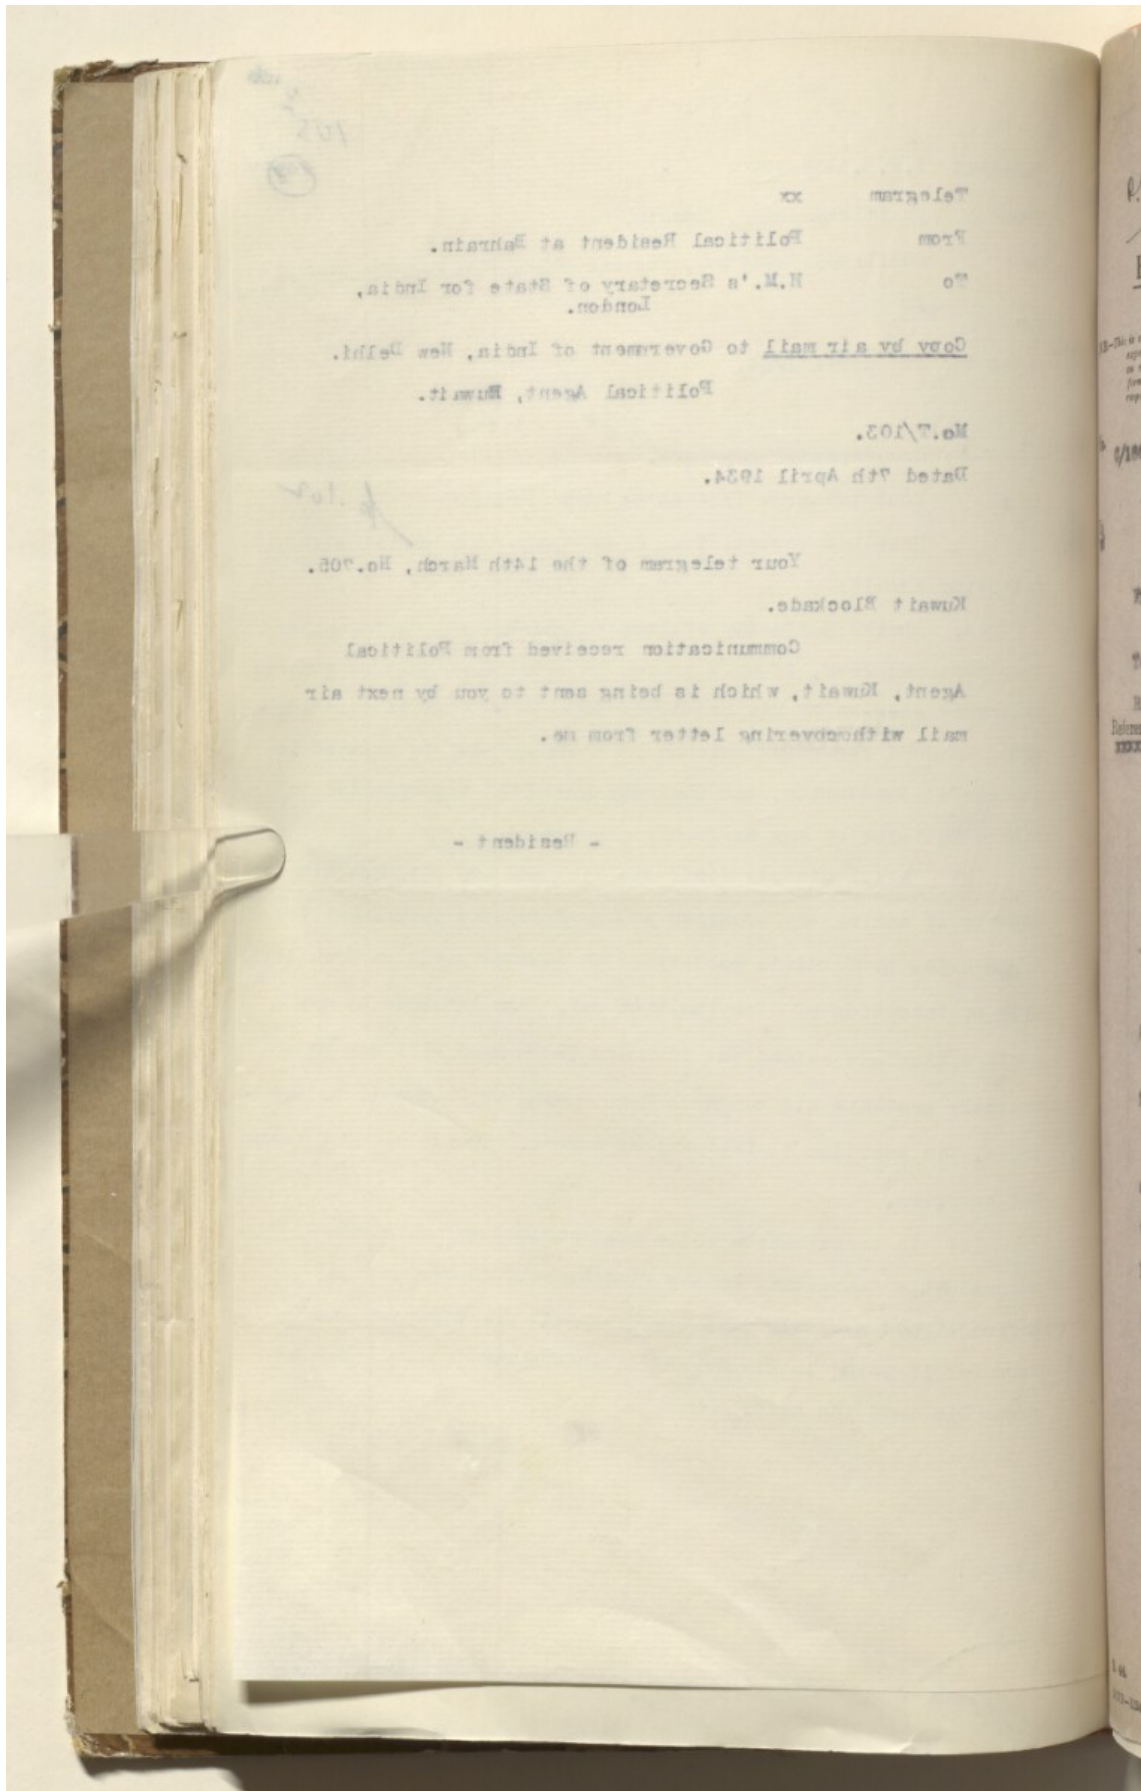 Telegram xx
From Political Resident at Bahrain.
To H.M.'s Secretary of State for India,
London.
Copy by air mail to Government of India, New Delhi.
Political Agent, Kuwait.
No.T/103.
Dated 7th April 1934.
Your telegram of the 14th March, No.705.
Kuwait Blockade.
Communication received from Political
Agent, Kuwait, which is being sent to you by next air
mail withcovering letter from me.
- Resident -